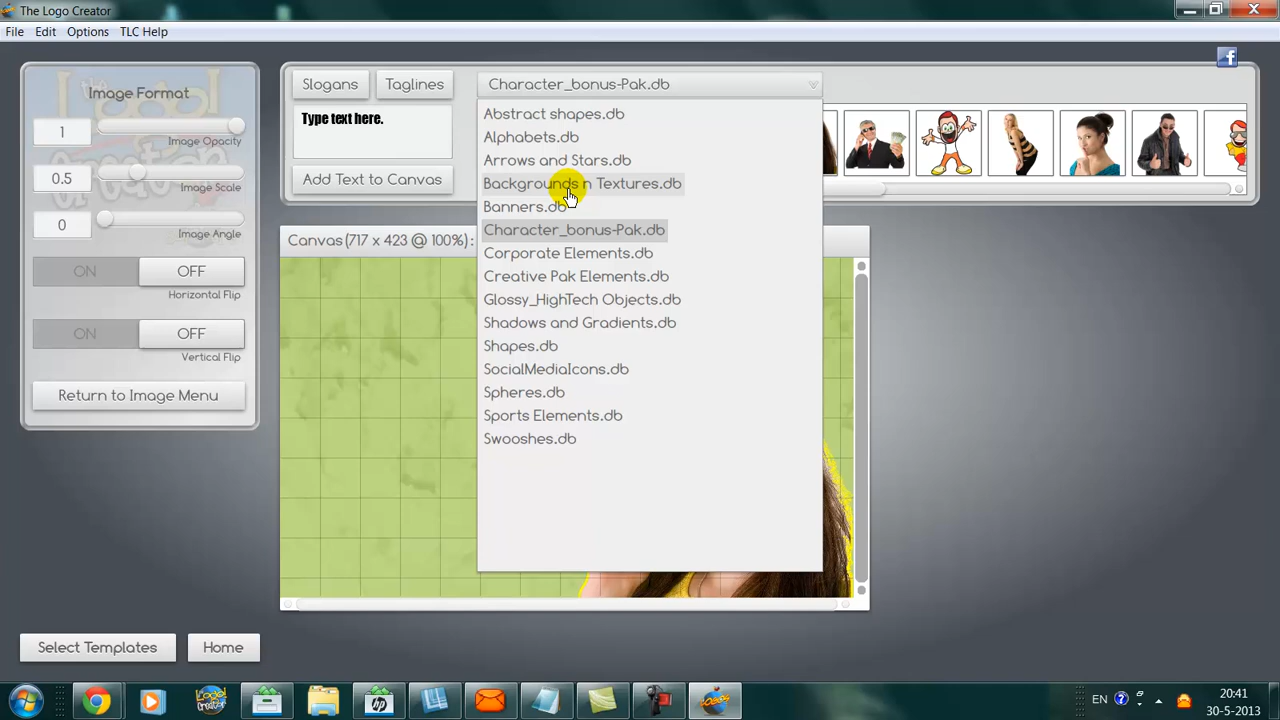 The Logo Creator
File Edit Options TLC Help
Image Format
1
Image Opacity
0.5
Image Scale
0
Image Angle
ON OFF
Horizontal Flip
ON OFF
Vertical Flip
Return to Image Menu
Slogans Taglines
Type text here.
Add Text to Canvas
Character_bonus-Pak.db
Abstract shapes.db
Alphabets.db
Arrows and Stars.db
Backgrounds n Textures.db
Banners.db
Character_bonus-Pak.db
Corporate Elements.db
Creative Pak Elements.db
Glossy_HighTech Objects.db
Shadows and Gradients.db
Shapes.db
SocialMediaIcons.db
Spheres.db
Sports Elements.db
Swooshes.db
Canvas (717 x 423 @ 100%) :
Select Templates Home
EN
20:41
30-5-2013